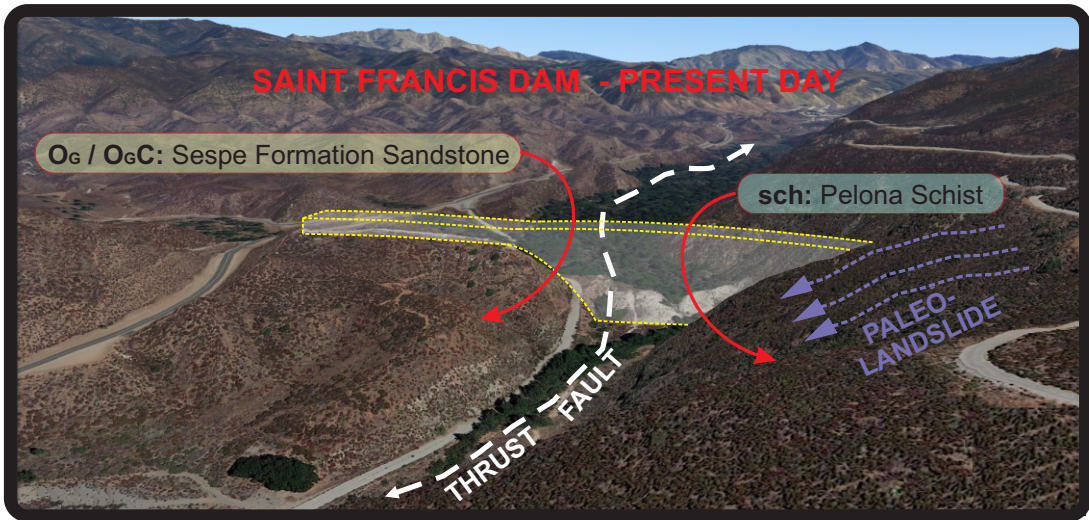 SAINT FRANCIS DAM - PRESENT DAY
OG / OGC: Sespe Formation Sandstone
sch: Pelona Schist
PALEO-
LANDSLIDE
THRUST FAULT